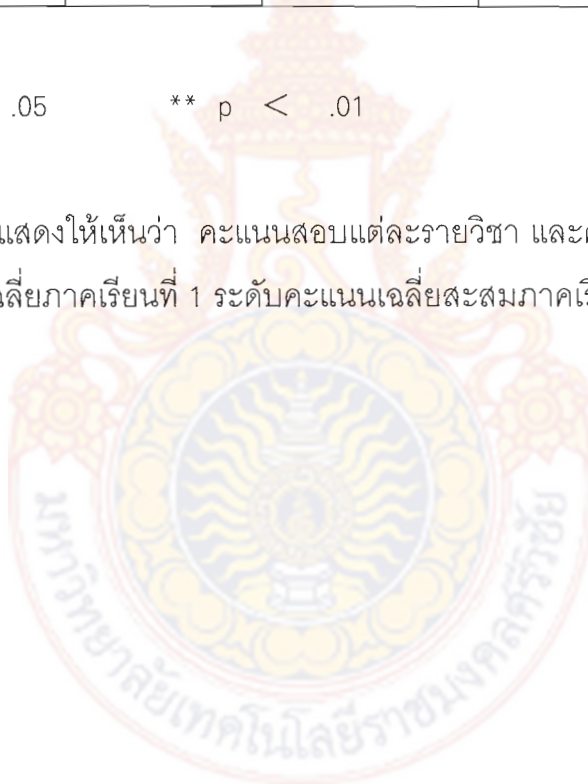 .05 ** p < .01
แสดงให้เห็นว่า คะแนนสอบแต่ละรายวิชา และ
ฉลี่ยภาคเรียนที่ 1 ระดับคะแนนเฉลี่ยสะสมภาคเรี
มหาวิทยาลัยเทคโนโลยีราชมงคลศรีวิชัย